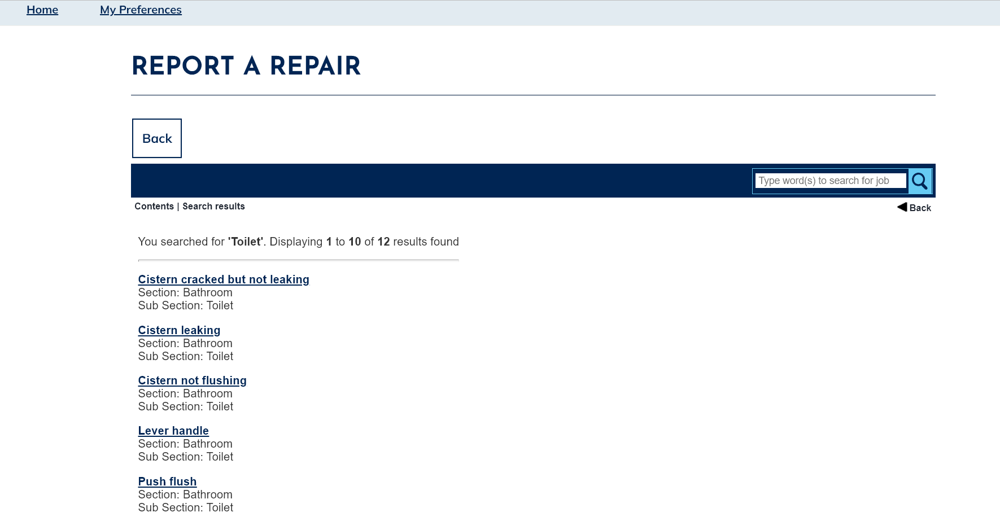 Home My Preferences
REPORT A REPAIR
Back
Type word(s) to search for job
Contents | Search results
Back
You searched for 'Toilet'. Displaying 1 to 10 of 12 results found
Cistern cracked but not leaking
Section: Bathroom
Sub Section: Toilet
Cistern leaking
Section: Bathroom
Sub Section: Toilet
Cistern not flushing
Section: Bathroom
Sub Section: Toilet
Lever handle
Section: Bathroom
Sub Section: Toilet
Push flush
Section: Bathroom
Sub Section: Toilet